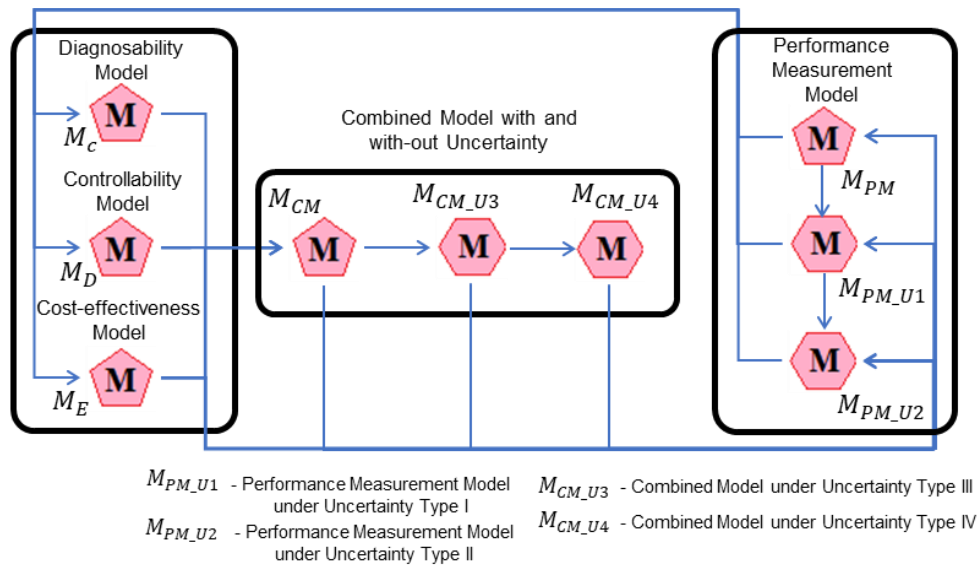 Diagnosability
Model
M
M_c
Controllability
Model
M
M_D
Cost-effectiveness
Model
M
M_E
Combined Model with and
with-out Uncertainty
M_CM
M_CM_U3
M_CM_U4
M
M
M
Performance
Measurement
Model
M
M_PM
M
M_PM_U1
M
M_PM_U2
M_PM_U1 - Performance Measurement Model
under Uncertainty Type I
M_PM_U2 - Performance Measurement Model
under Uncertainty Type II
M_CM_U3 - Combined Model under Uncertainty Type III
M_CM_U4 - Combined Model under Uncertainty Type IV